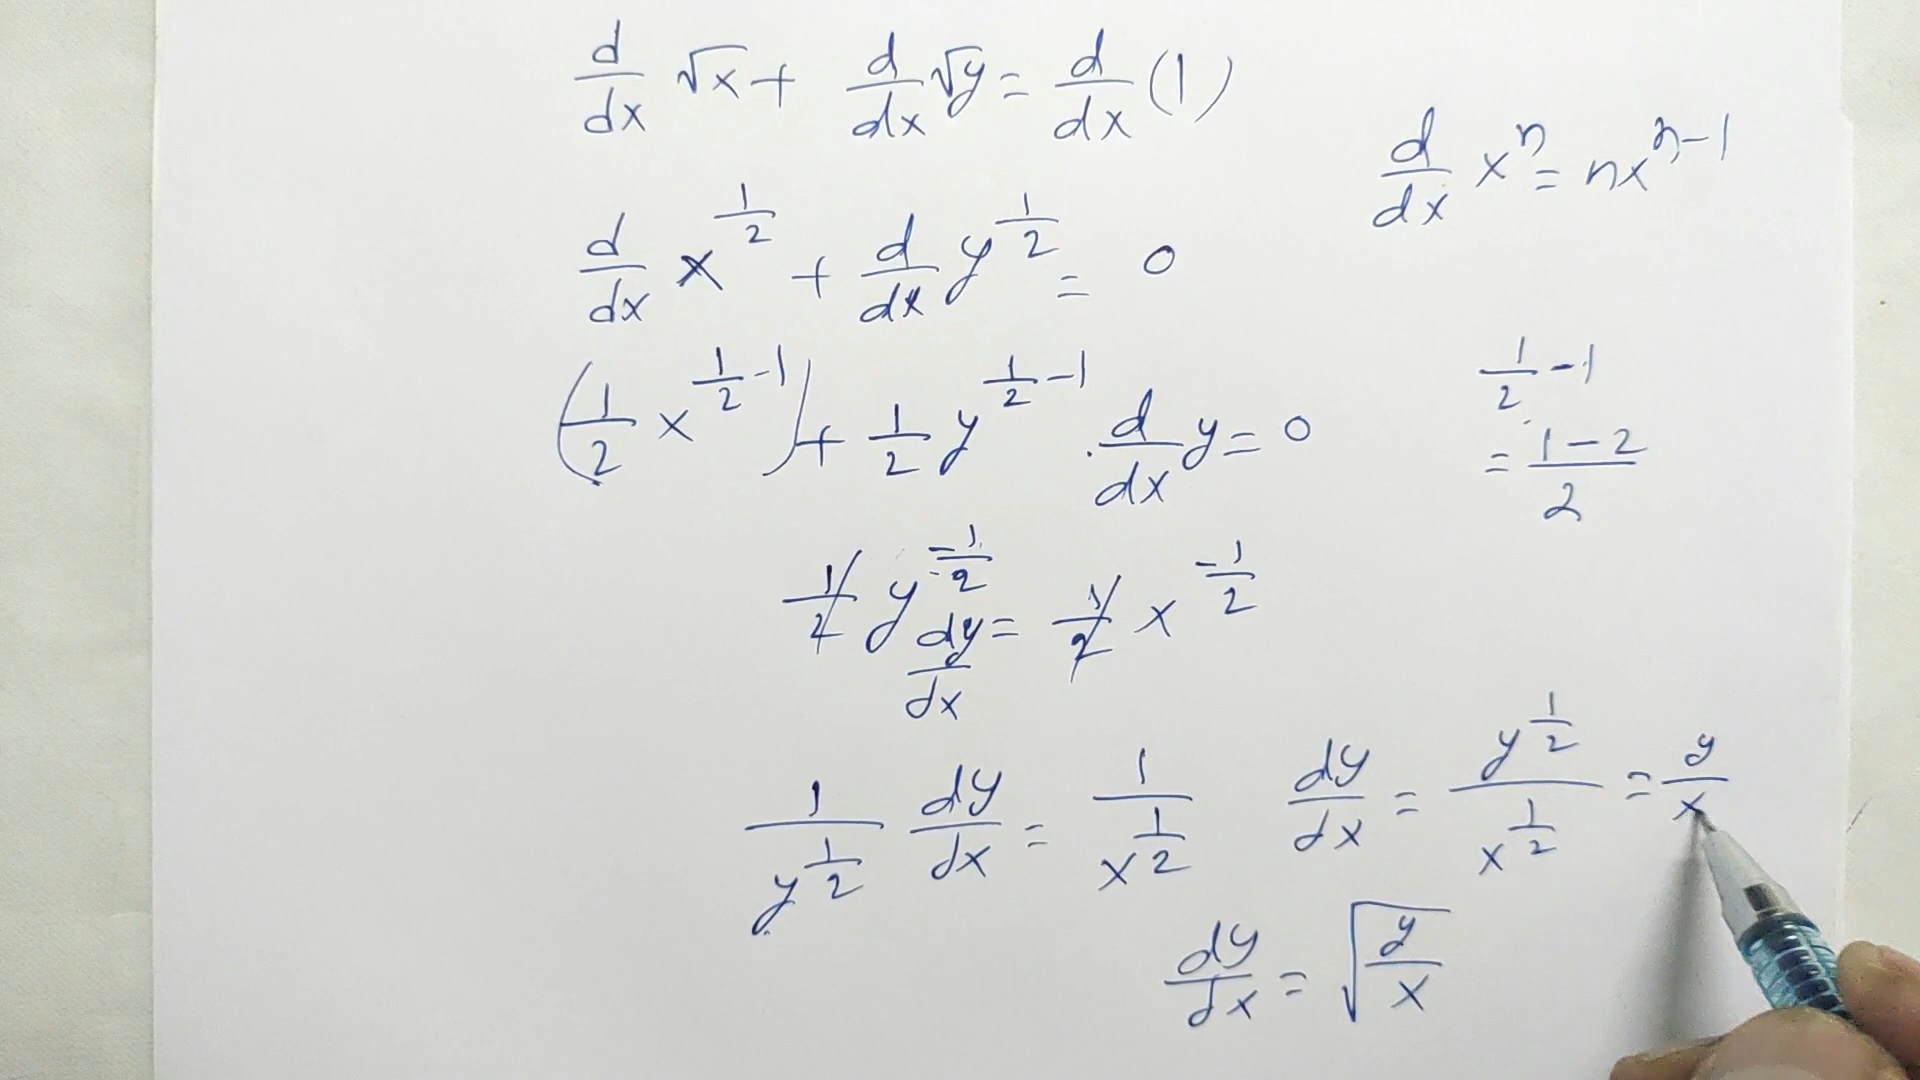 d/dx √x + d/dx √y = d/dx (1)
d/dx xⁿ = nxⁿ⁻¹
d/dx x^(1/2) + d/dx y^(1/2) = 0
(1/2 x^(1/2 -1)) + 1/2 y^(1/2 -1) . d/dx y = 0
1/2 - 1
= (1-2)/2
1/2 y^(-1/2) dy/dx = 1/2 x^(-1/2)
1/y^(1/2) dy/dx = 1/x^(1/2)
dy/dx = y^(1/2)/x^(1/2) = y/x
dy/dx = √(y/x)